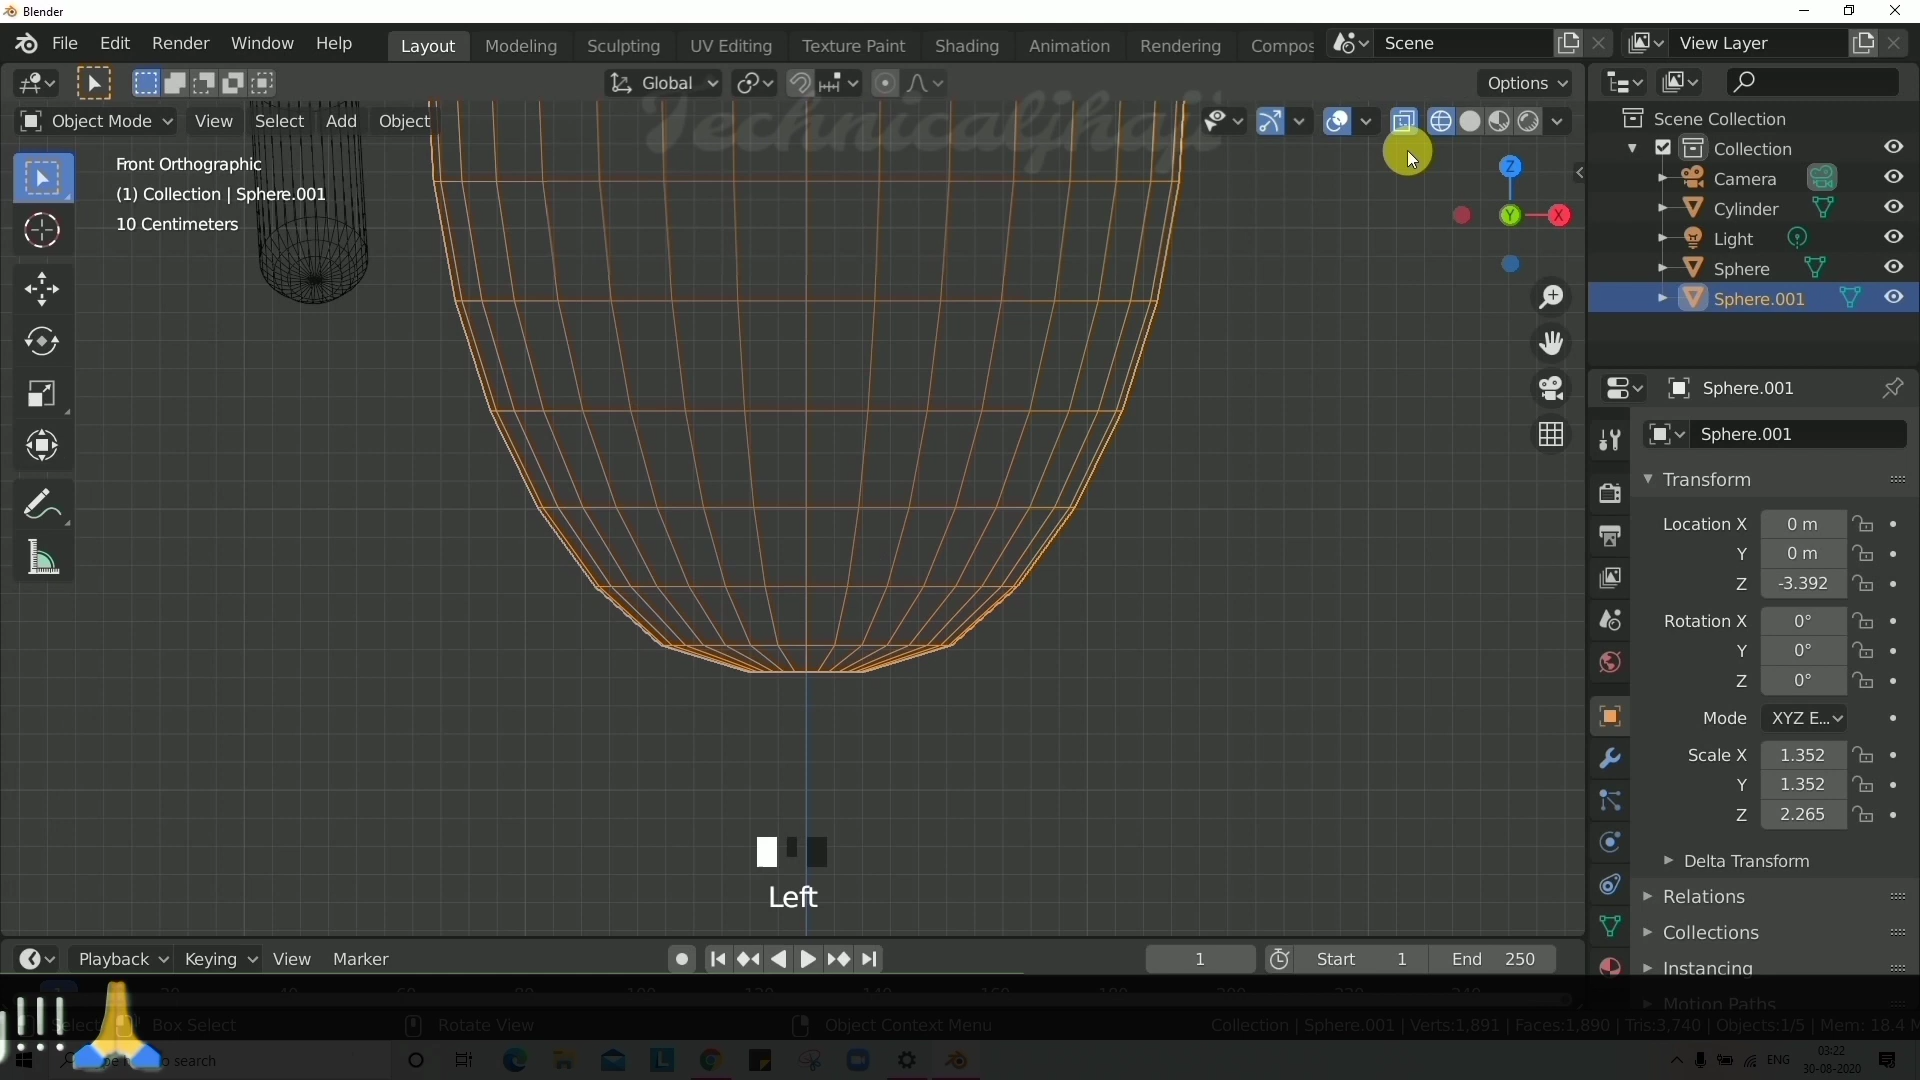 Blender
File Edit Render Window Help Layout Modeling Sculpting UV Editing Texture Paint Shading Animation Rendering Compos Scene View Layer
Global Options
Object Mode View Select Add Object
Technicaljhaji
Front Orthographic
(1) Collection | Sphere.001
10 Centimeters
Z
Y
X
Scene Collection
Collection
Camera
Cylinder
Light
Sphere
Sphere.001
Sphere.001
Sphere.001
Transform
Location X 0 m
Y 0 m
Z -3.392
Rotation X 0°
Y 0°
Z 0°
Mode XYZ E...
Scale X 1.352
Y 1.352
Z 2.265
Delta Transform
Relations
Collections
Instancing
Motion Paths
Left
Playback Keying View Marker 1 Start 1 End 250
Select Box Select Rotate View Object Context Menu Collection | Sphere.001 | Verts:1,891 | Faces:1,890 | Tris:3,740 | Objects:1/5 | Mem: 18.4 M
!!!
search
ENG
03:22
30-08-2020